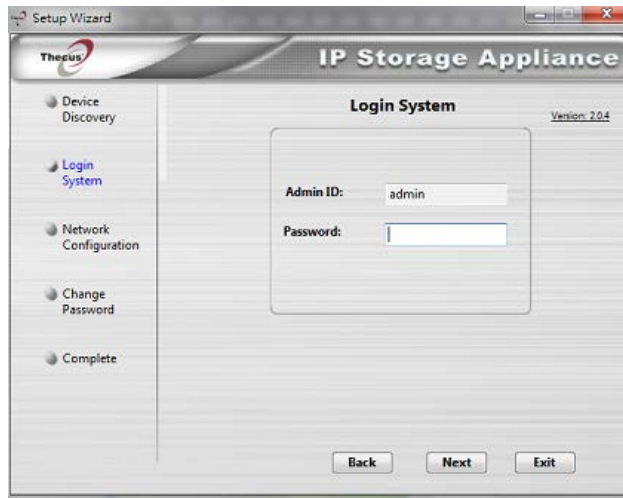 Setup Wizard
Thecus
IP Storage Appliance
Device
Discovery
Login
System
Network
Configuration
Change
Password
Complete
Login System
Version: 2.0.4
Admin ID:
admin
Password:
Back
Next
Exit